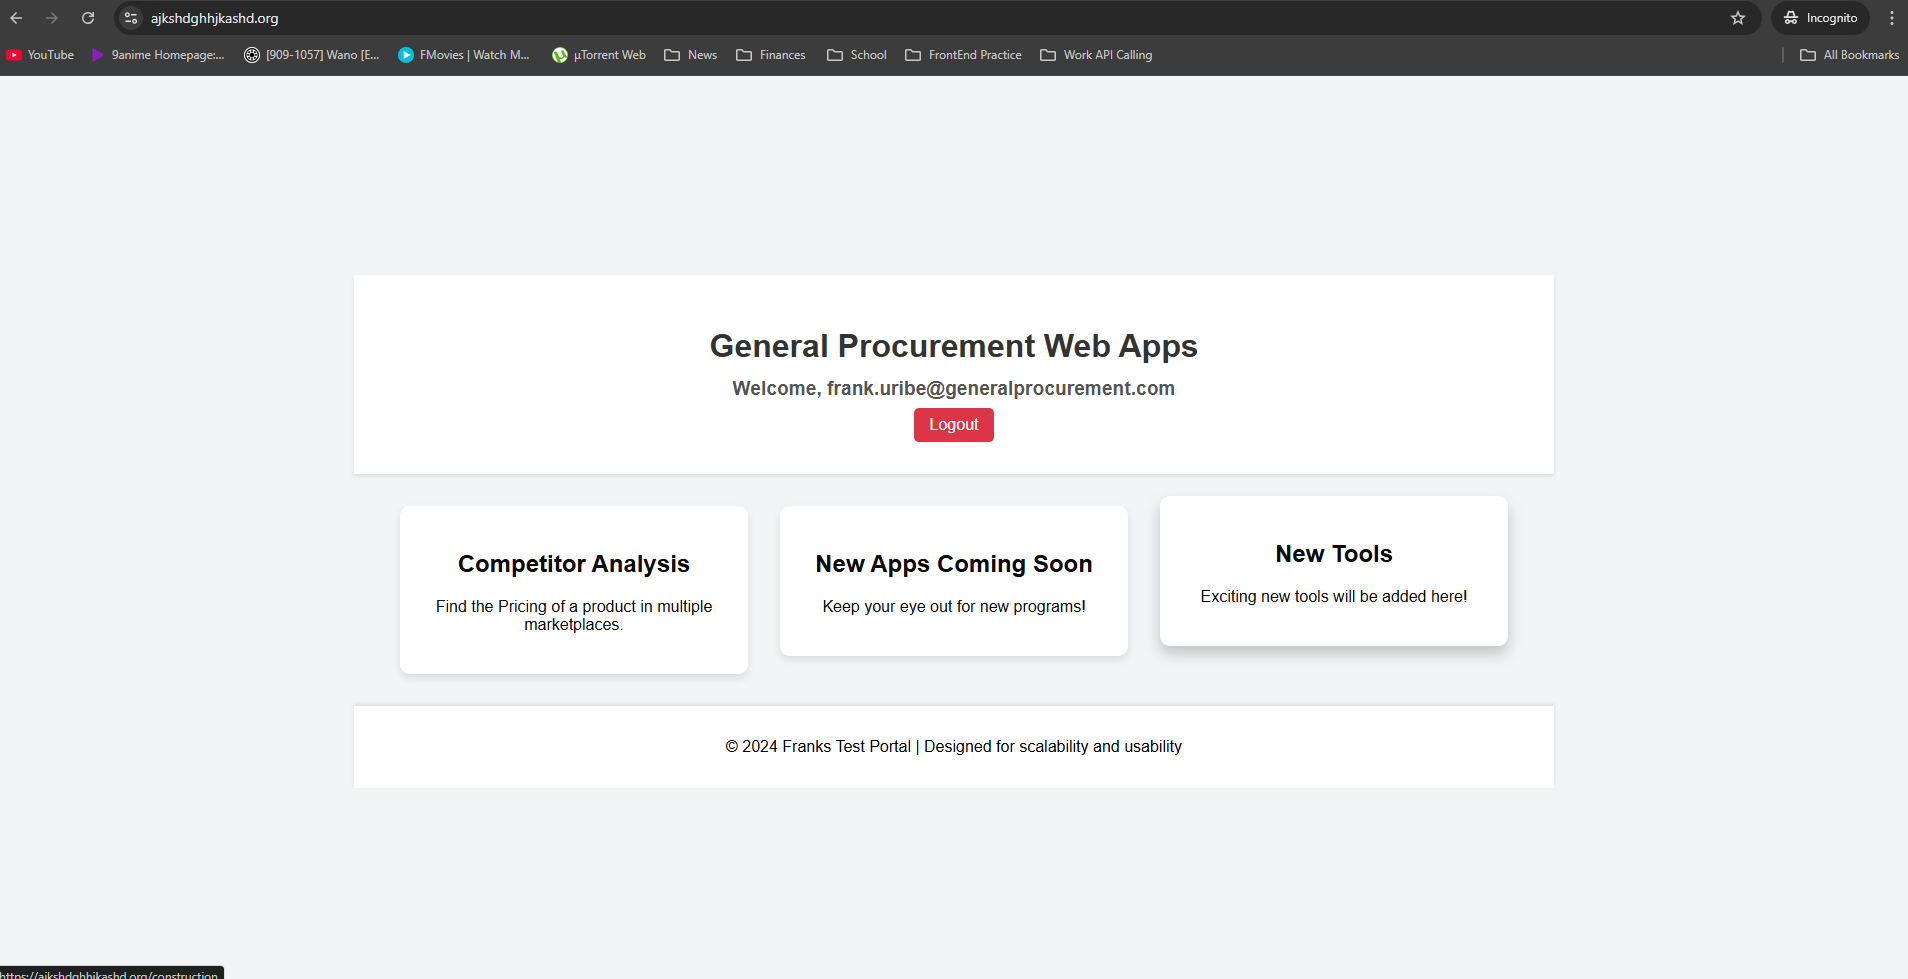 ajkshdghhjkashd.org
Incognito
YouTube
9anime Homepage:...
[909-1057] Wano [E...
FMovies | Watch M...
µTorrent Web
News
Finances
School
FrontEnd Practice
Work API Calling
All Bookmarks
General Procurement Web Apps
Welcome, frank.uribe@generalprocurement.com
Logout
Competitor Analysis
Find the Pricing of a product in multiple
marketplaces.
New Apps Coming Soon
Keep your eye out for new programs!
New Tools
Exciting new tools will be added here!
© 2024 Franks Test Portal | Designed for scalability and usability
https://ajkshdghhjkashd.org/construction